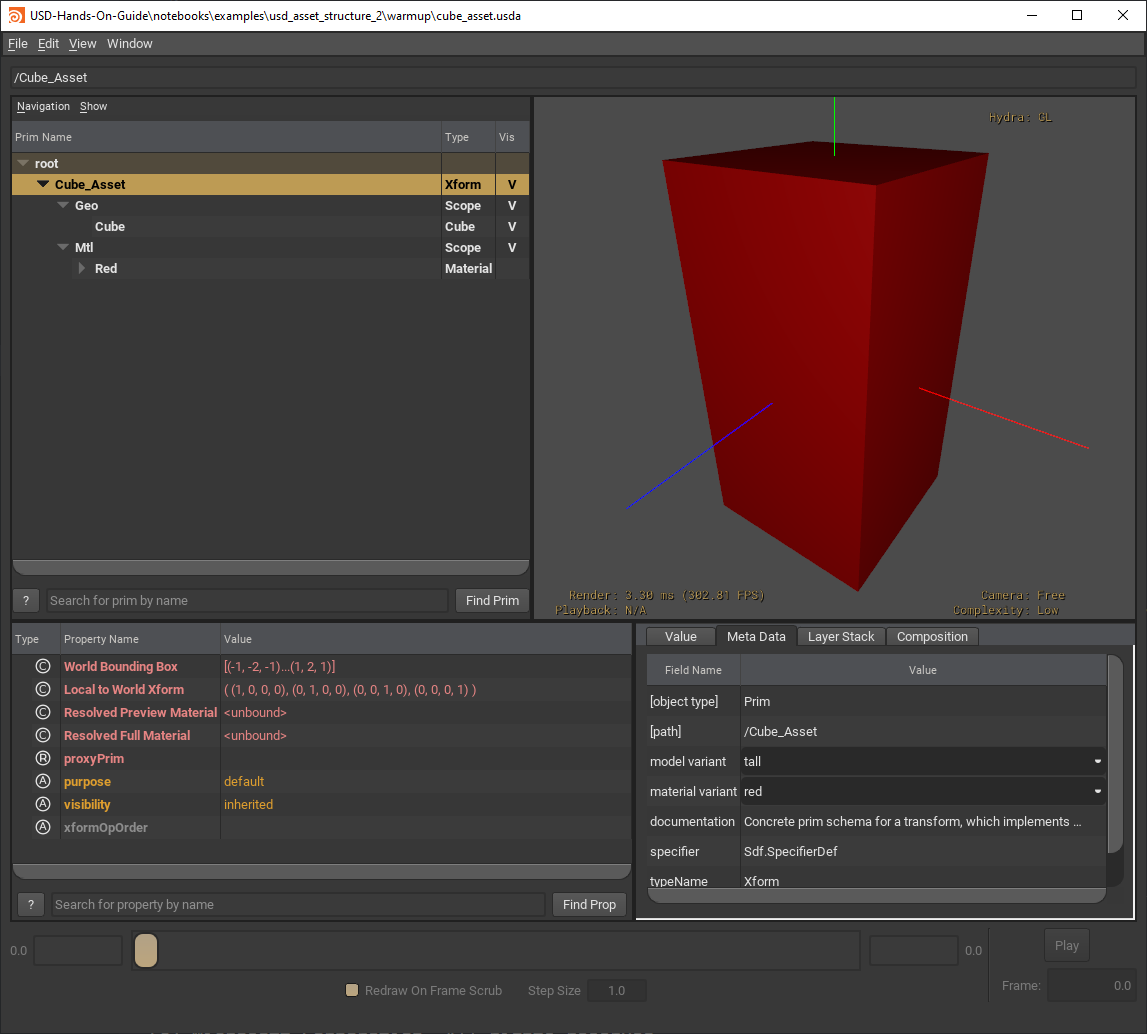 USD-Hands-On-Guide\notebooks\examples\usd_asset_structure_2\warmup\cube_asset.usda
File Edit View Window
/Cube_Asset
Navigation Show
Prim Name Type Vis
root
Cube_Asset Xform V
Geo Scope V
Cube Cube V
Mtl Scope V
Red Material
? Search for prim by name Find Prim
Hydra: GL
Render: 3.30 ms (302.81 FPS)
Playback: N/A
Camera: Free
Complexity: Low
Type Property Name Value
C World Bounding Box [(-1, -2, -1)...(1, 2, 1)]
C Local to World Xform ( (1, 0, 0, 0), (0, 1, 0, 0), (0, 0, 1, 0), (0, 0, 0, 1) )
C Resolved Preview Material <unbound>
C Resolved Full Material <unbound>
R proxyPrim
A purpose default
A visibility inherited
A xformOpOrder
? Search for property by name Find Prop
Value Meta Data Layer Stack Composition
Field Name Value
[object type] Prim
[path] /Cube_Asset
model variant tall
material variant red
documentation Concrete prim schema for a transform, which implements ...
specifier Sdf.SpecifierDef
typeName Xform
0.0 0.0 Play
Redraw On Frame Scrub Step Size 1.0 Frame: 0.0